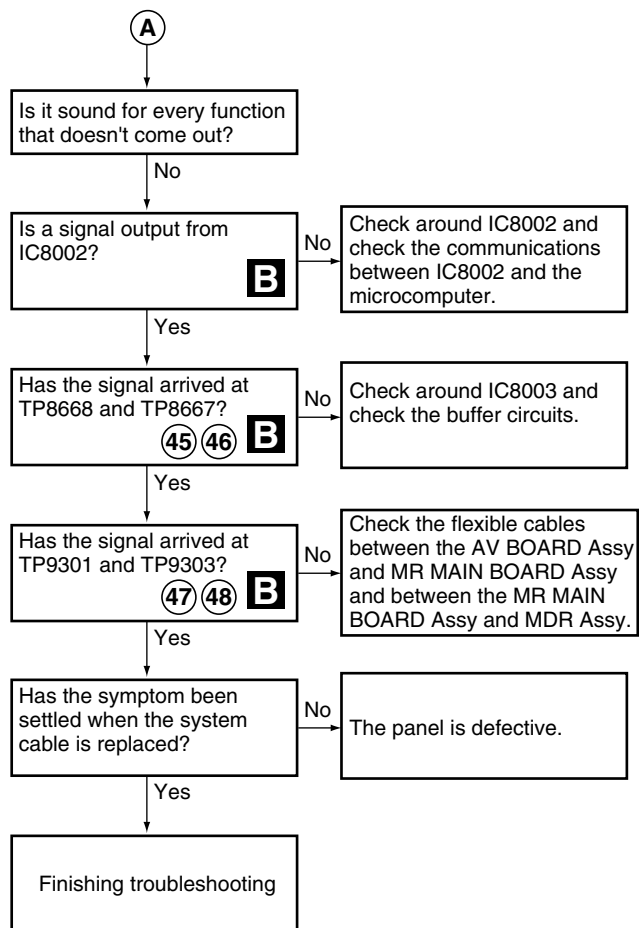 A
Is it sound for every function
that doesn't come out?
No
Is a signal output from
IC8002?
B
No
Check around IC8002 and
check the communications
between IC8002 and the
microcomputer.
Yes
Has the signal arrived at
TP8668 and TP8667?
45 46 B
No
Check around IC8003 and
check the buffer circuits.
Yes
Has the signal arrived at
TP9301 and TP9303?
47 48 B
No
Check the flexible cables
between the AV BOARD Assy
and MR MAIN BOARD Assy
and between the MR MAIN
BOARD Assy and MDR Assy.
Yes
Has the symptom been
settled when the system
cable is replaced?
No
The panel is defective.
Yes
Finishing troubleshooting